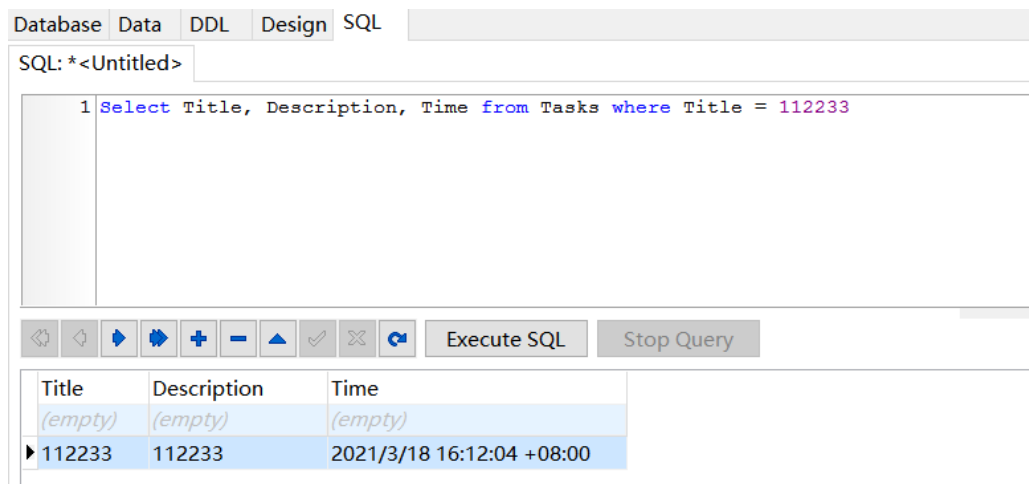 Database Data DDL Design SQL
SQL: *<Untitled>
1 Select Title, Description, Time from Tasks where Title = 112233
Execute SQL Stop Query
Title Description Time
(empty) (empty) (empty)
112233 112233 2021/3/18 16:12:04 +08:00